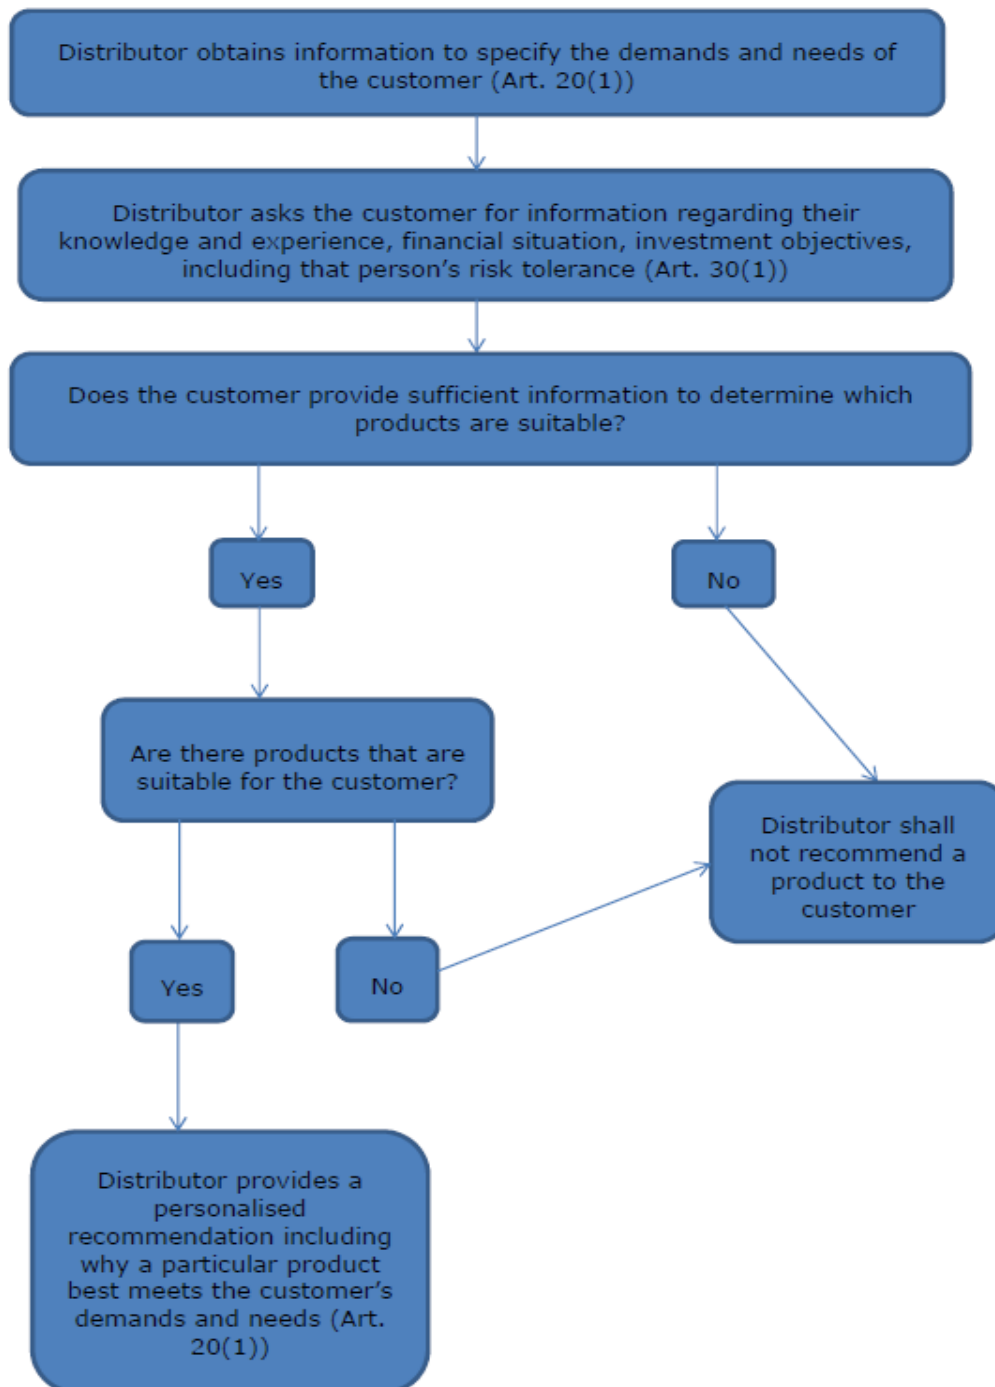 Distributor obtains information to specify the demands and needs of
the customer (Art. 20(1))
Distributor asks the customer for information regarding their
knowledge and experience, financial situation, investment objectives,
including that person's risk tolerance (Art. 30(1))
Does the customer provide sufficient information to determine which
products are suitable?
Yes
No
Are there products that are
suitable for the customer?
Distributor shall
not recommend a
product to the
customer
Yes
No
Distributor provides a
personalised
recommendation including
why a particular product
best meets the customer's
demands and needs (Art.
20(1))